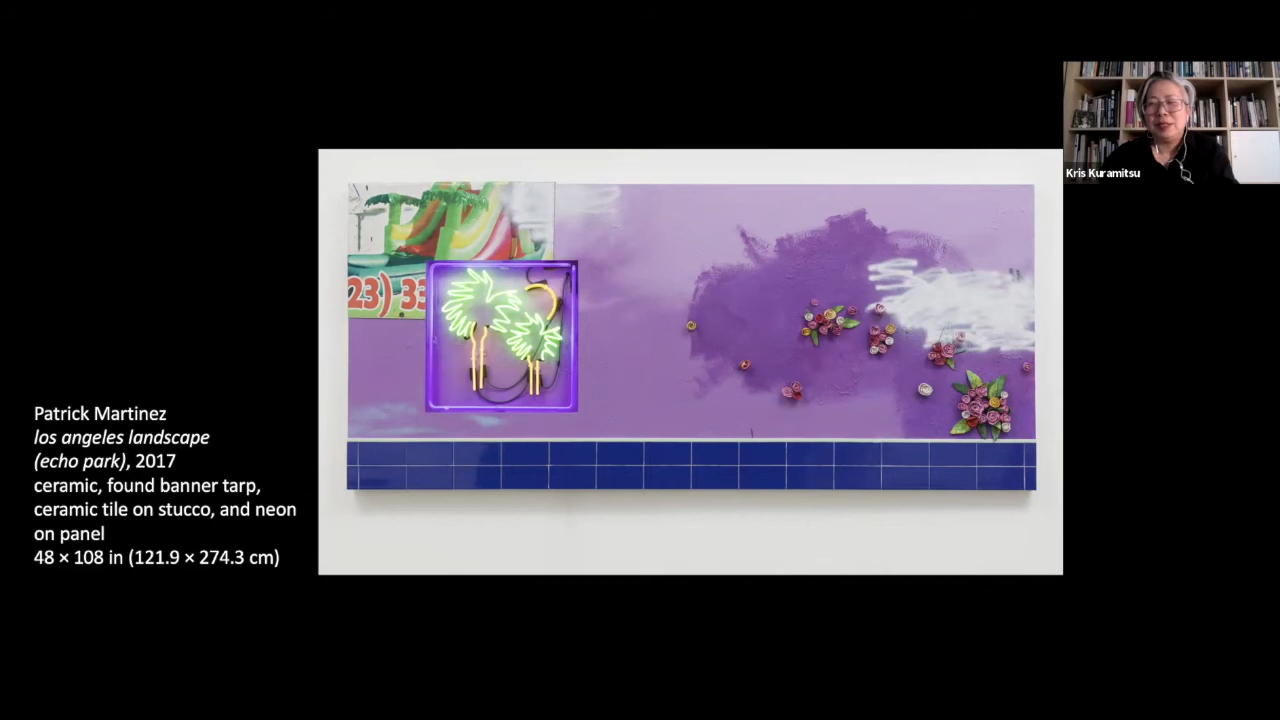 Kris Kuramitsu
23) 33
Patrick Martinez
los angeles landscape
(echo park), 2017
ceramic, found banner tarp,
ceramic tile on stucco, and neon
on panel
48 × 108 in (121.9 × 274.3 cm)